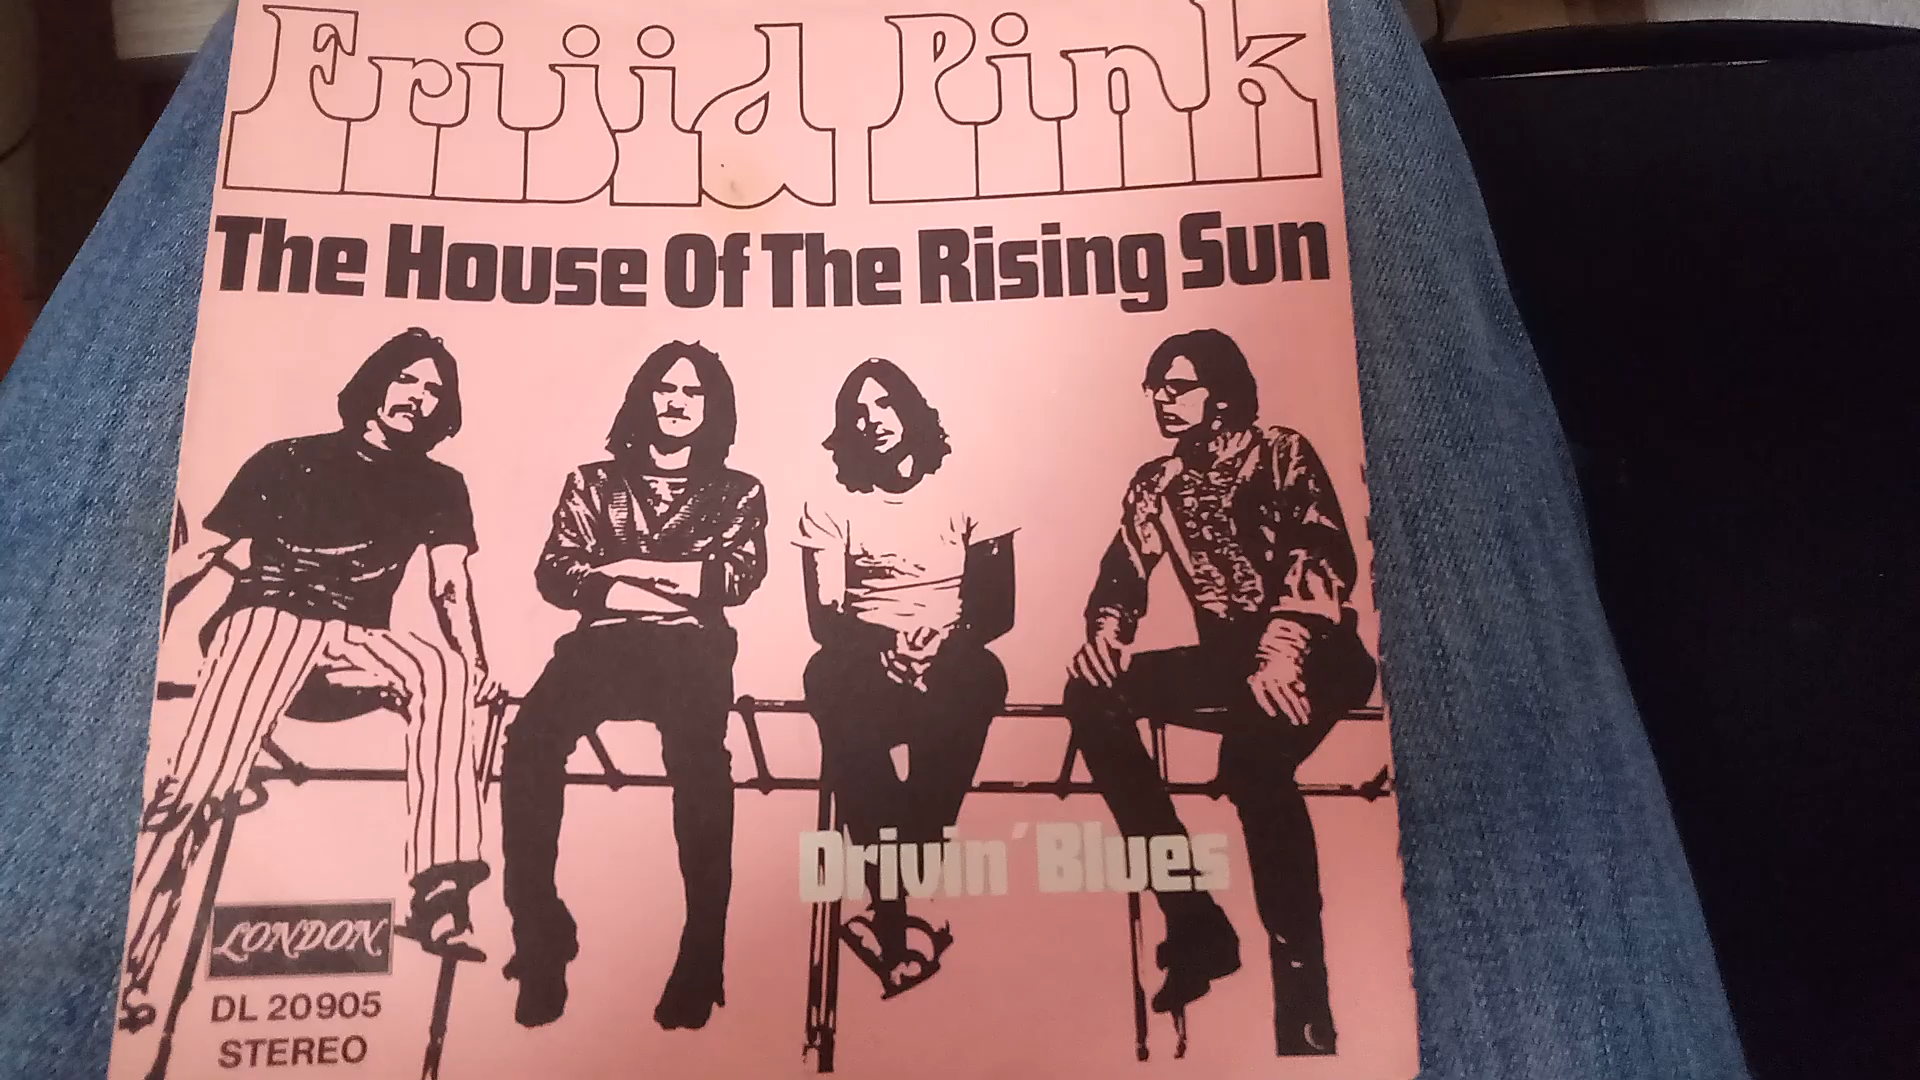 Frijid Pink
The House Of The Rising Sun
Drivin' Blues
LONDON
DL 20905
STEREO